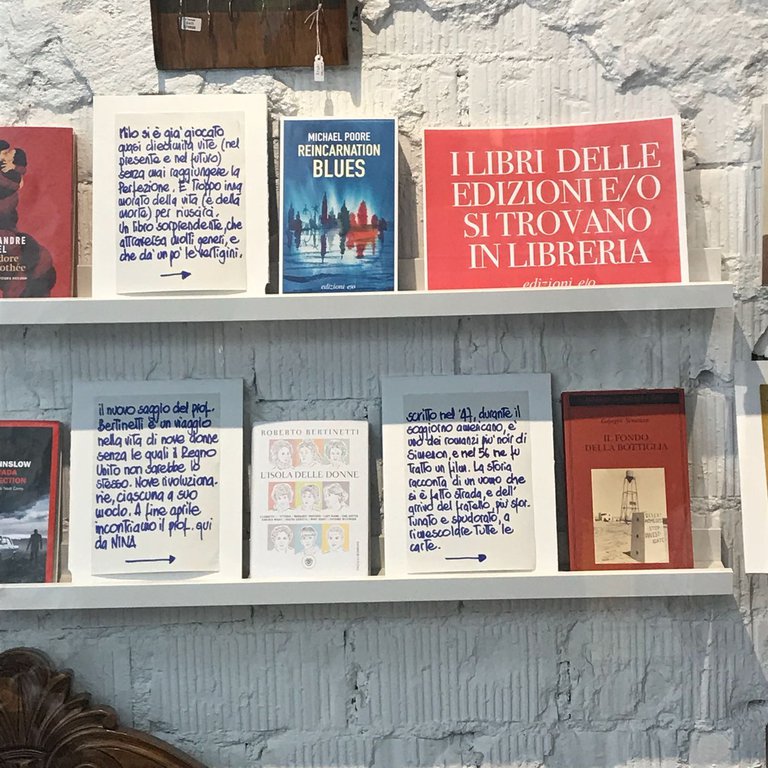 Milo si è già giocato
quasi diecimila vite (nel
presente e nel futuro)
senza mai raggiungere la
Perfezione. È troppo inna
morato della vita (e della
morte) per riuscirci.
Un libro sorprendente, che
attraversa molti generi, e
che dà un po' le vertigini.
MICHAEL POORE
REINCARNATION
BLUES
edizioni e/o
I LIBRI DELLE
EDIZIONI E/O
SI TROVANO
IN LIBRERIA
edizioni e/o
il nuovo saggio del prof.
Bertinetti è un viaggio
nella vita di nove donne
senza le quali il Regno
Unito non sarebbe lo
stesso. Nove rivoluziona-
rie, ciascuna a suo
modo. A fine aprile
incontriamo il prof. qui
da NINA
ROBERTO BERTINETTI
L'ISOLA DELLE DONNE
scritto nel '47, durante il
soggiorno americano, e'
uno dei romanzi piu' noir di
Simenon, e nel 56 ne fu
tratto un film. La storia
racconta di un uomo che
si è fatto strada, e dell'
arrivo del fratello, più sfor-
tunato e spudorato, a
rimescolare tutte le
carte.
Georges Simenon
IL FONDO
DELLA BOTTIGLIA